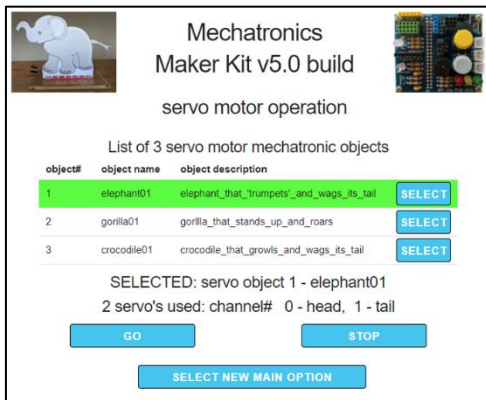 Mechatronics
Maker Kit v5.0 build
servo motor operation
List of 3 servo motor mechatronic objects
object# object name object description
1 elephant01 elephant_that_'trumpets'_and_wags_its_tail SELECT
2 gorilla01 gorilla_that_stands_up_and_roars SELECT
3 crocodile01 crocodile_that_growls_and_wags_its_tail SELECT
SELECTED: servo object 1 - elephant01
2 servo's used: channel# 0 - head, 1 - tail
GO STOP
SELECT NEW MAIN OPTION